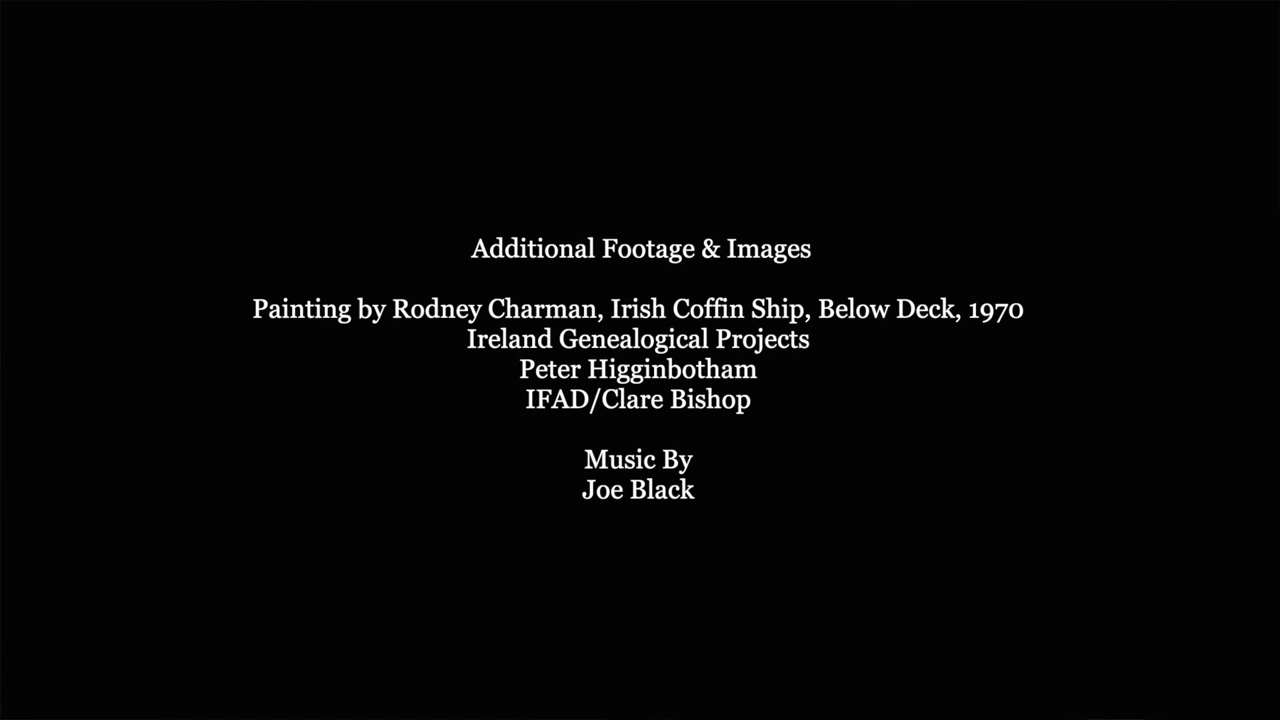 Additional Footage & Images
Painting by Rodney Charman, Irish Coffin Ship, Below Deck, 1970
Ireland Genealogical Projects
Peter Higginbotham
IFAD/Clare Bishop
Music By
Joe Black